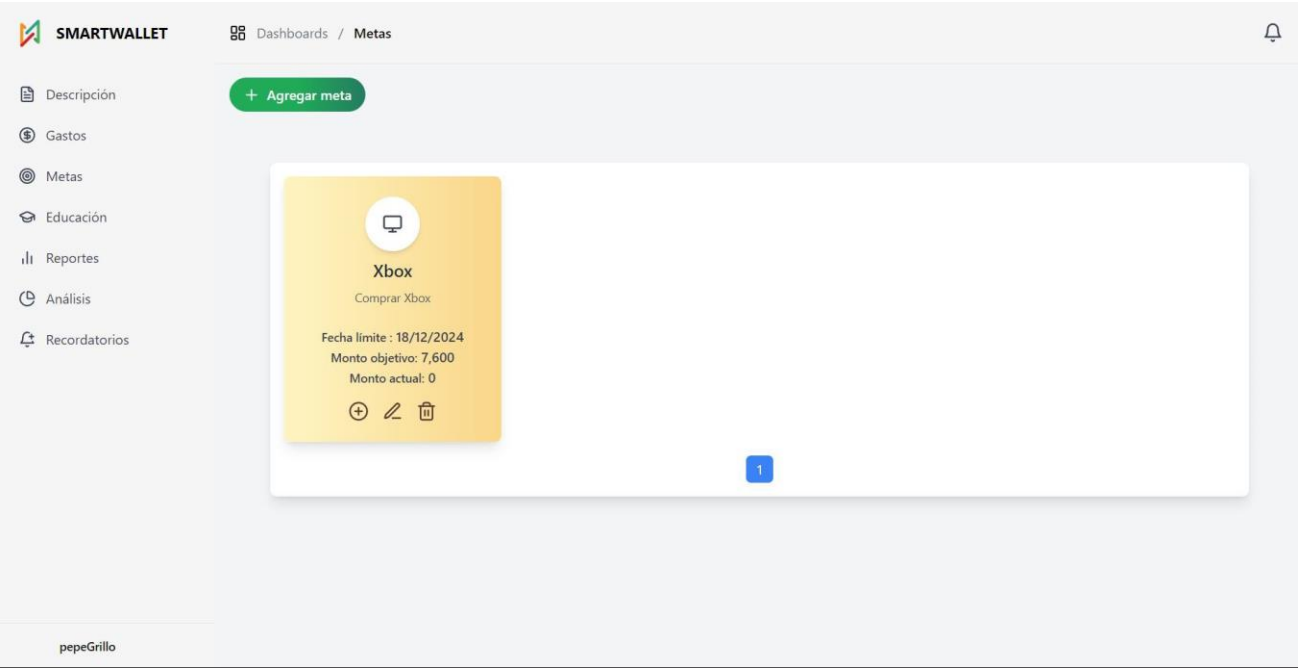 SMARTWALLET
Dashboards / Metas
Descripción
Gastos
Metas
Educación
Reportes
Análisis
Recordatorios
pepeGrillo
+ Agregar meta
Xbox
Comprar Xbox
Fecha límite : 18/12/2024
Monto objetivo: 7,600
Monto actual: 0
1